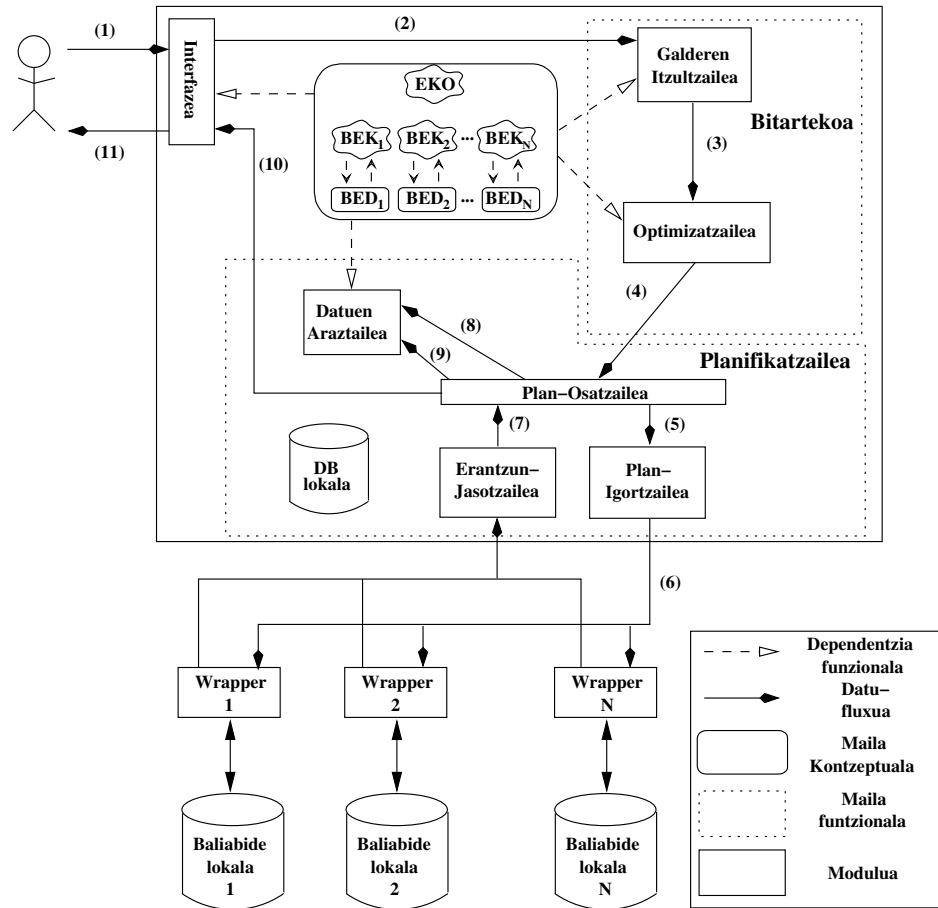 (1)
(2)
Interfazea
Galderen
Itzultzailea
EKO
Bitartekoa
(11)
(10)
BEK1 BEK2 ... BEKN
(3)
BED1 BED2 ... BEDN
Optimizatzailea
(4)
Datuen
Araztailea
(8)
(9)
Planifikatzailea
Plan-Osatzailea
(7)
(5)
DB
lokala
Erantzun-
Jasotzailea
Plan-
Igortzailea
(6)
Wrapper
1
Wrapper
2
Wrapper
N
Baliabide
lokala
1
Baliabide
lokala
2
Baliabide
lokala
N
Dependentzia
funzionala
Datu-
fluxua
Maila
Kontzeptuala
Maila
funtzionala
Modulua